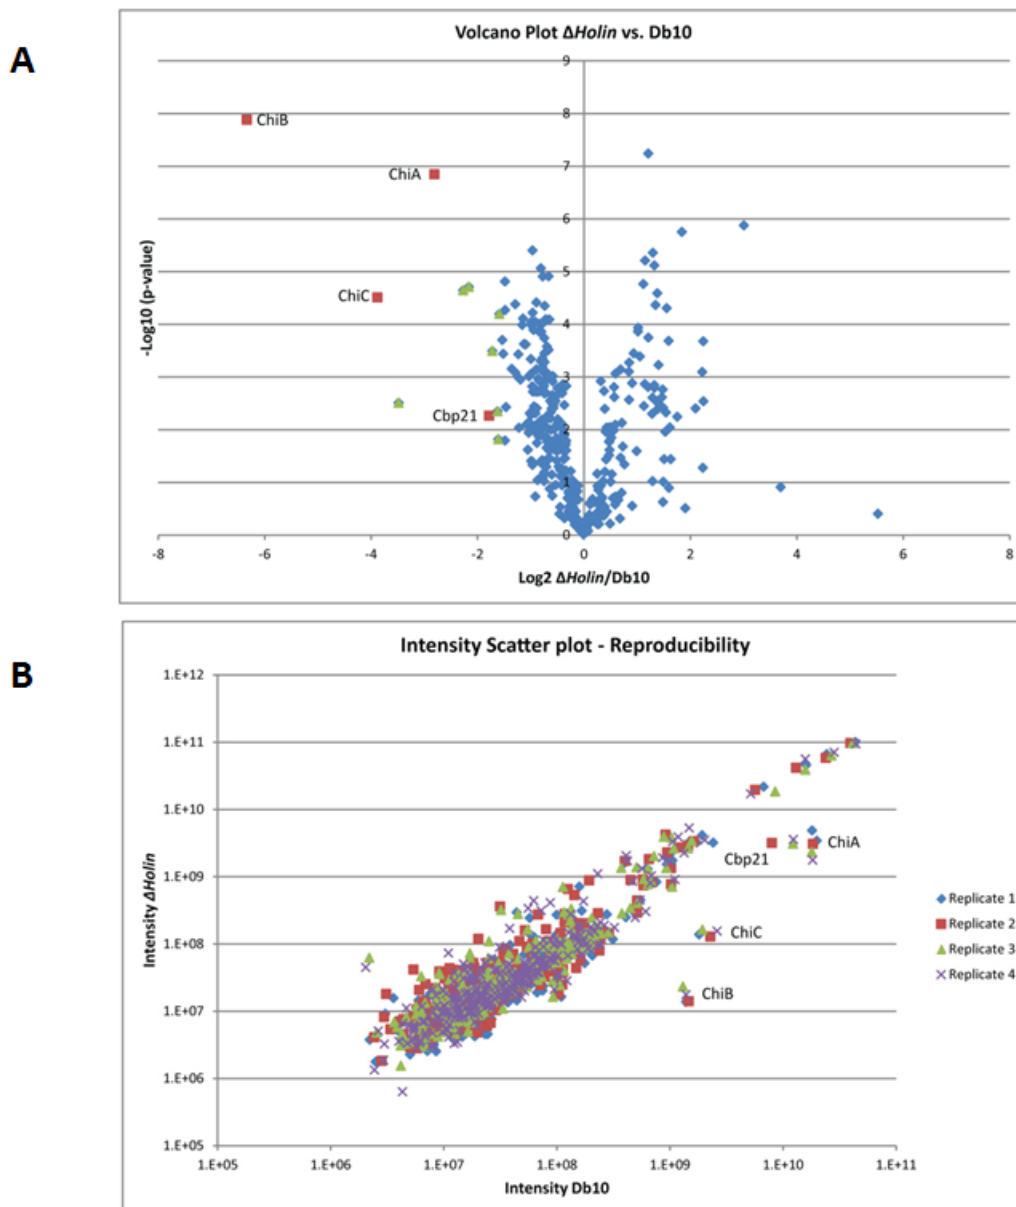 A
Volcano Plot ΔHolin vs. Db10
9
8
7
6
5
4
3
2
1
0
-Log10 (p-value)
ChiB
ChiA
ChiC
Cbp21
-8 -6 -4 -2 0 2 4 6 8
Log2 ΔHolin/Db10
B
Intensity Scatter plot - Reproducibility
1.E+12
1.E+11
1.E+10
1.E+09
1.E+08
1.E+07
1.E+06
1.E+05
Intensity ΔHolin
ChiA
Cbp21
ChiC
ChiB
Replicate 1
Replicate 2
Replicate 3
Replicate 4
1.E+05 1.E+06 1.E+07 1.E+08 1.E+09 1.E+10 1.E+11
Intensity Db10